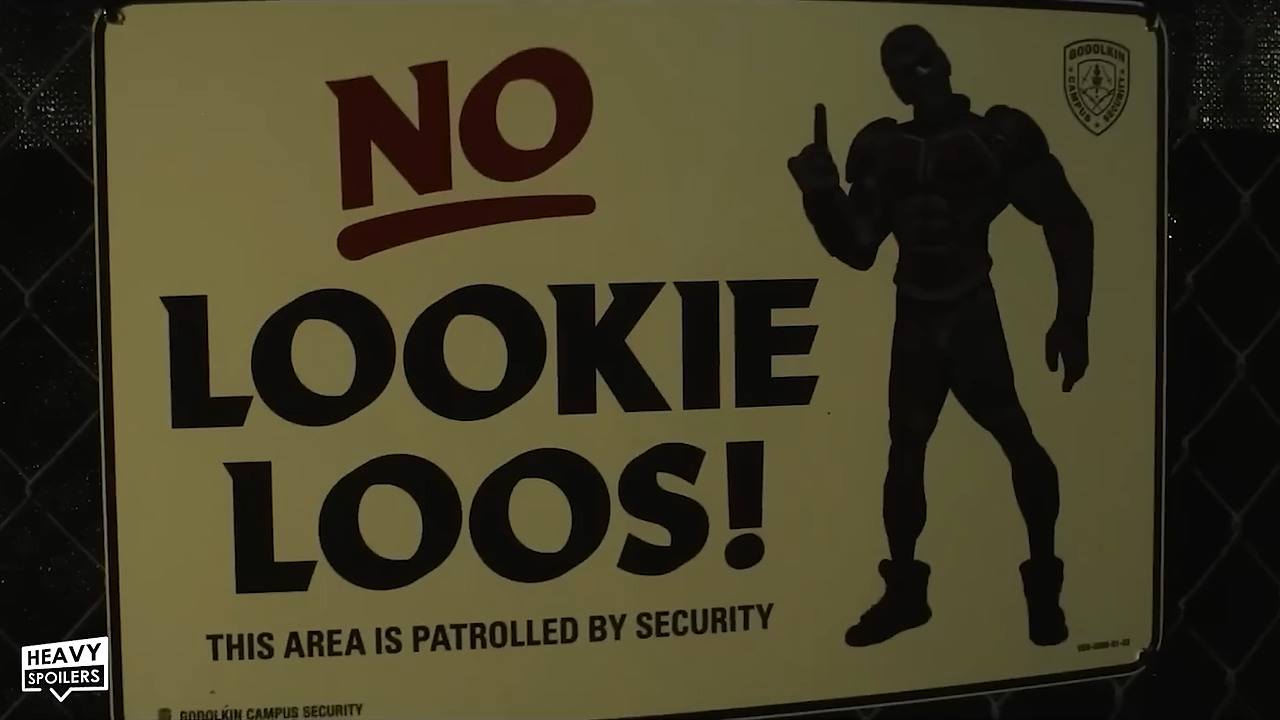 NO
LOOKIE
LOOS!
THIS AREA IS PATROLLED BY SECURITY
GODOLKIN CAMPUS SECURITY
GODOLKIN
CAMPUS SECURITY
HEAVY
SPOILERS